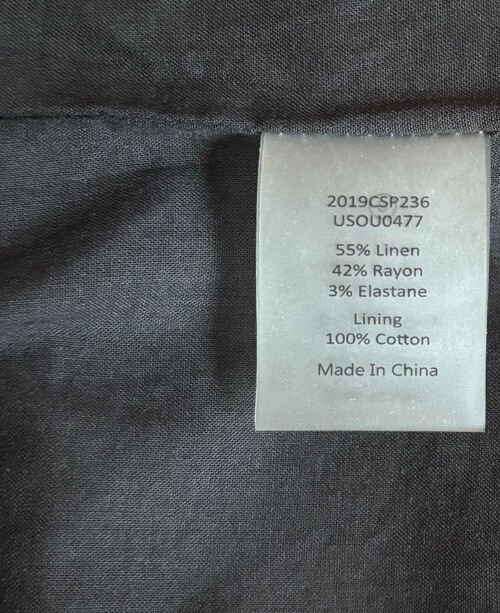 2019CSP236
USOU0477
55% Linen
42% Rayon
3% Elastane
Lining
100% Cotton
Made In China